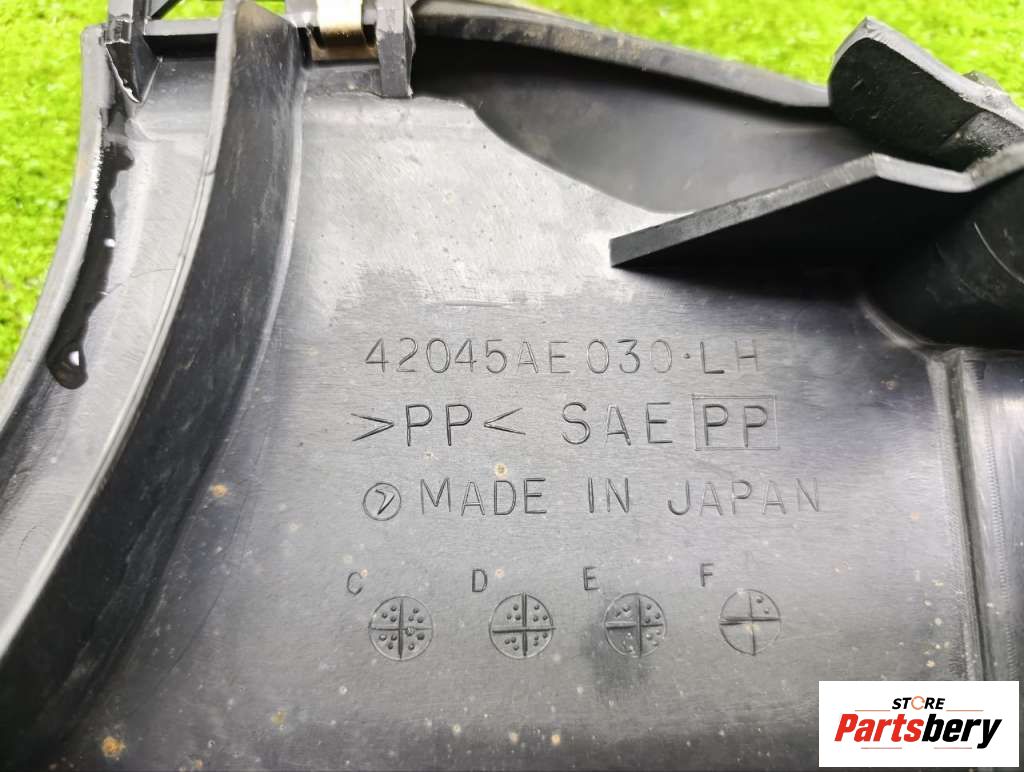 42045AE030·LH
>PP< SAE PP
MADE IN JAPAN
C D E F
STORE
Partsbery